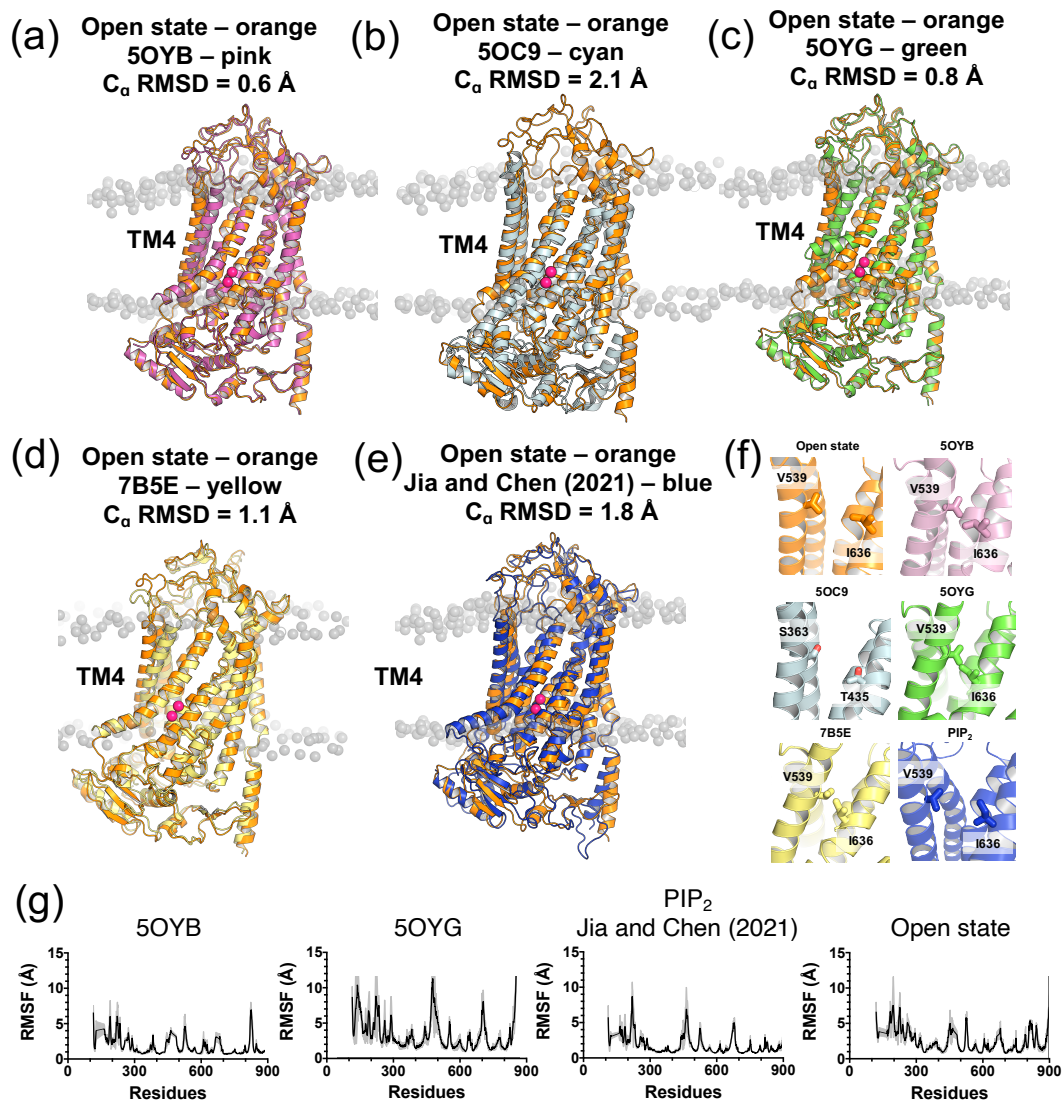 (a)
Open state – orange
5OYB – pink
Cα RMSD = 0.6 Å
TM4
(b)
Open state – orange
5OC9 – cyan
Cα RMSD = 2.1 Å
TM4
(c)
Open state – orange
5OYG – green
Cα RMSD = 0.8 Å
TM4
(d)
Open state – orange
7B5E – yellow
Cα RMSD = 1.1 Å
TM4
(e)
Open state – orange
Jia and Chen (2021) – blue
Cα RMSD = 1.8 Å
TM4
(f)
Open state
V539
I636
5OYB
V539
I636
5OC9
S363
T435
5OYG
V539
I636
7B5E
V539
I636
PIP₂
V539
I636
(g)
5OYB
RMSF (Å)
15
10
5
0
0 300 600 900
Residues
5OYG
RMSF (Å)
15
10
5
0
0 300 600 900
Residues
PIP₂
Jia and Chen (2021)
RMSF (Å)
15
10
5
0
0 300 600 900
Residues
Open state
RMSF (Å)
15
10
5
0
0 300 600 900
Residues